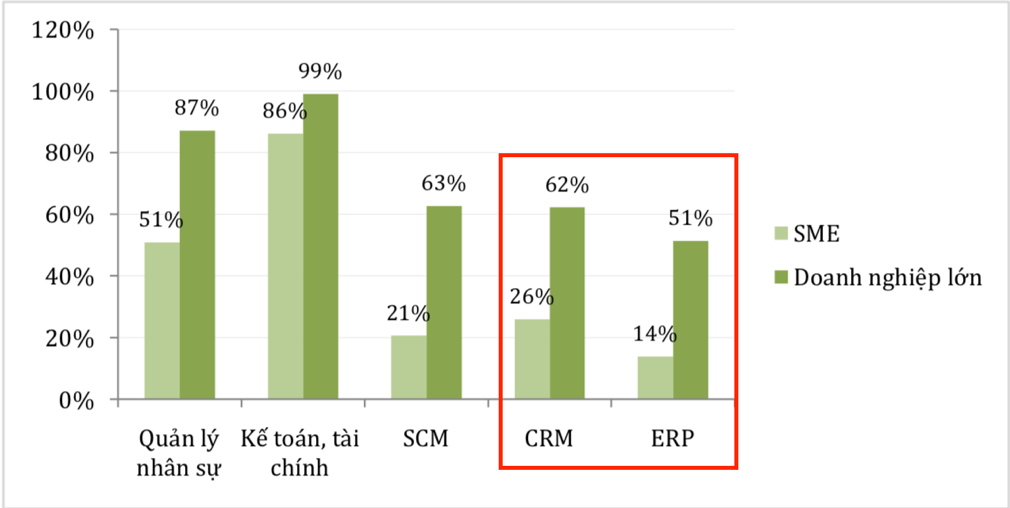 120%
100%
80%
60%
40%
20%
0%
51%
87%
86%
99%
21%
63%
26%
62%
14%
51%
Quản lý
nhân sự
Kế toán, tài
chính
SCM
CRM
ERP
SME
Doanh nghiệp lớn